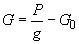 G = P/g − G₀